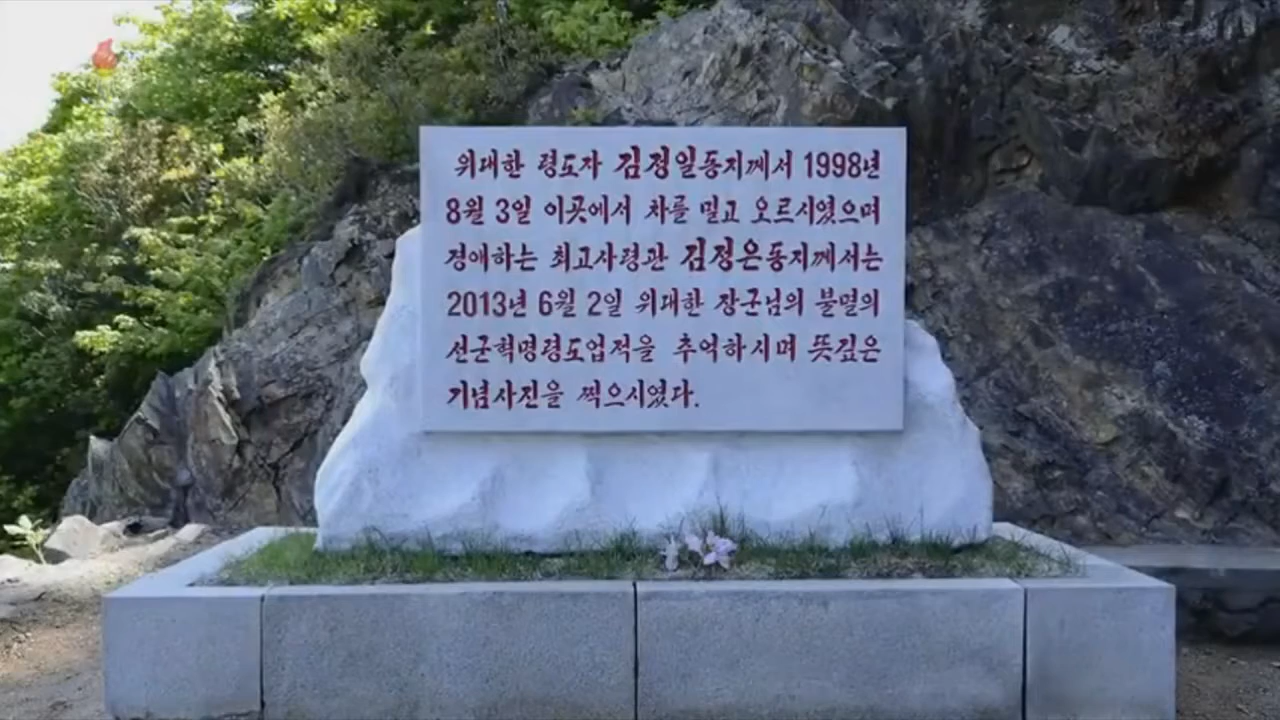 위대한 령도자 김정일동지께서 1998년
8월 3일 이곳에서 차를 밀고 오르시였으며
경애하는 최고사령관 김정은동지께서는
2013년 6월 2일 위대한 장군님의 불멸의
선군혁명령도업적을 추억하시며 뜻깊은
기념사진을 찍으시였다.